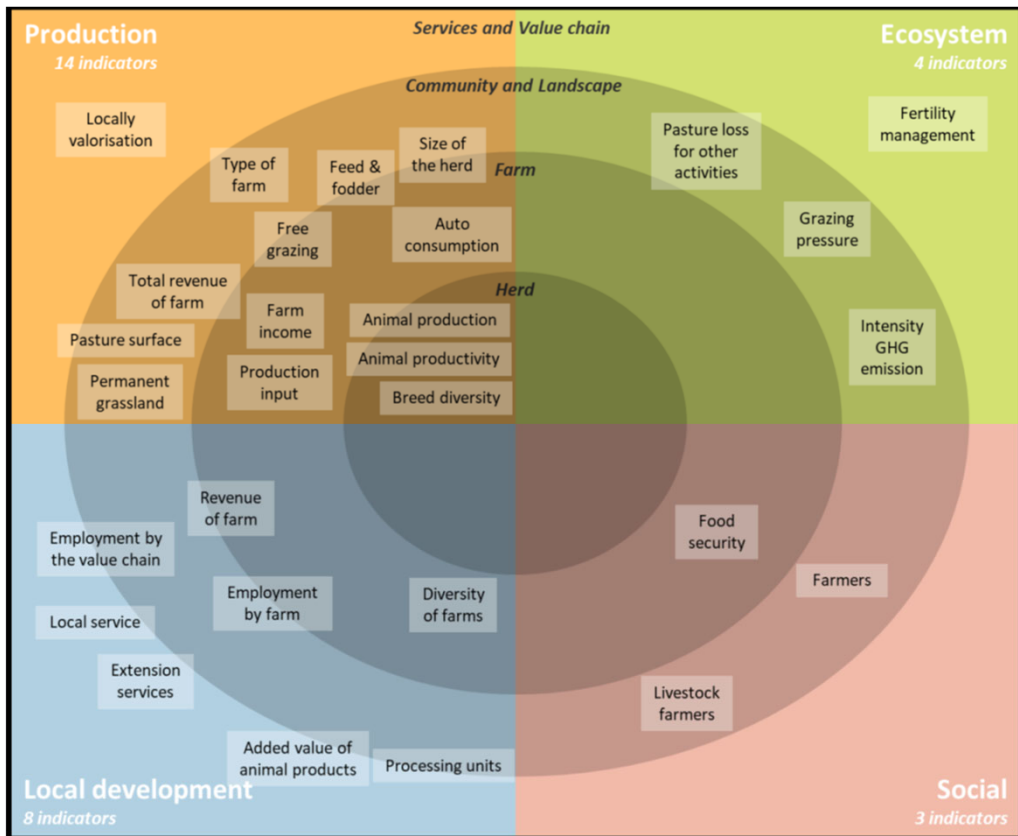 Production
14 indicators
Services and Value chain
Ecosystem
4 indicators
Community and Landscape
Locally
valorisation
Type of
farm
Feed &
fodder
Size of
the herd
Farm
Free
grazing
Auto
consumption
Pasture loss
for other
activities
Fertility
management
Grazing
pressure
Total revenue
of farm
Herd
Farm
income
Animal production
Pasture surface
Animal productivity
Permanent
grassland
Production
input
Breed diversity
Intensity
GHG
emission
Revenue
of farm
Employment by
the value chain
Employment
by farm
Diversity
of farms
Local service
Extension
services
Added value of
animal products
Processing units
Local development
8 indicators
Food
security
Farmers
Livestock
farmers
Social
3 indicators